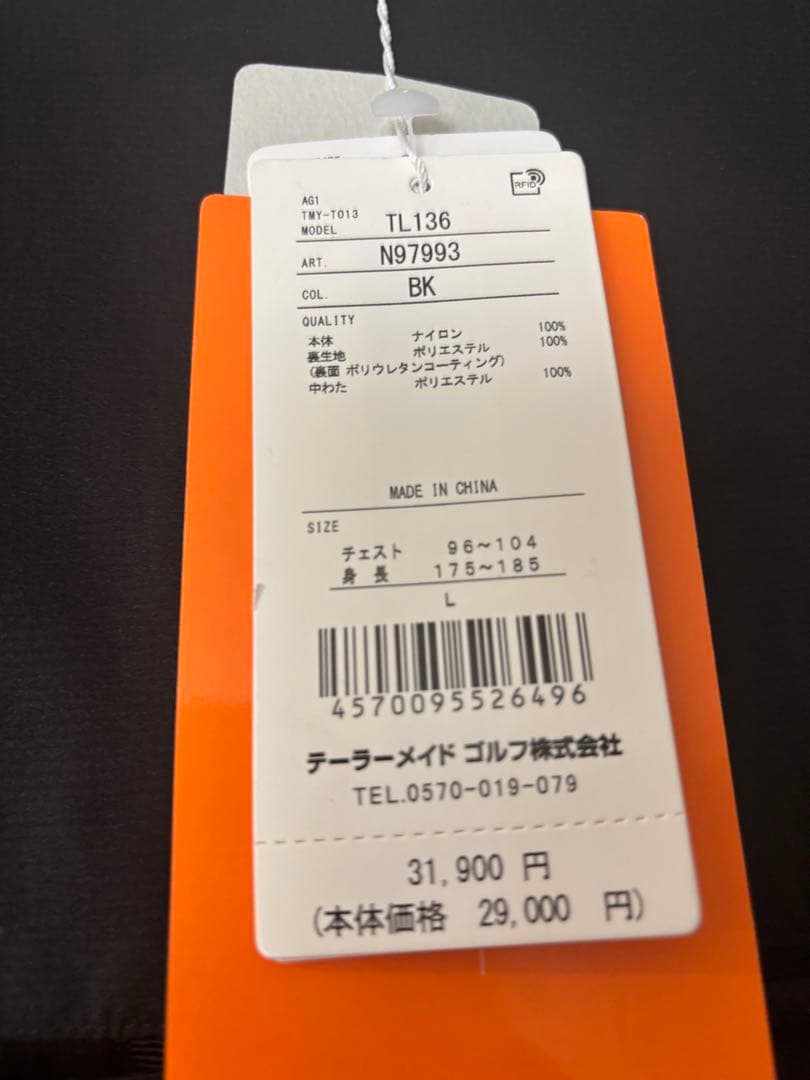 RFID
AG1
TMY-T013
MODEL TL136
ART. N97993
COL. BK
QUALITY
本体 ナイロン 100%
裏生地 ポリエステル 100%
(裏面 ポリウレタンコーティング)
中わた ポリエステル 100%
MADE IN CHINA
SIZE
チェスト 96~104
身長 175~185
L
4570095526496
テーラーメイド ゴルフ株式会社
TEL.0570-019-079
31,900 円
(本体価格 29,000 円)